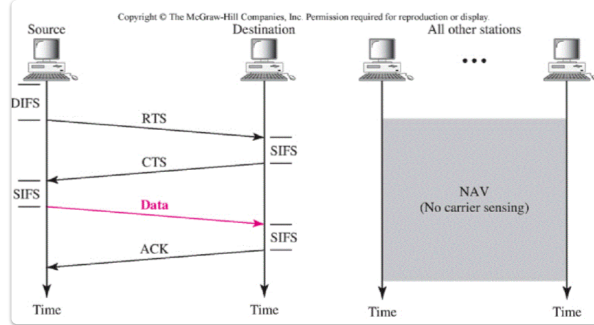 Copyright © The McGraw-Hill Companies, Inc. Permission required for reproduction or display.
Source
Destination
All other stations
DIFS
RTS
SIFS
CTS
SIFS
Data
SIFS
ACK
NAV
(No carrier sensing)
Time
Time
Time
Time